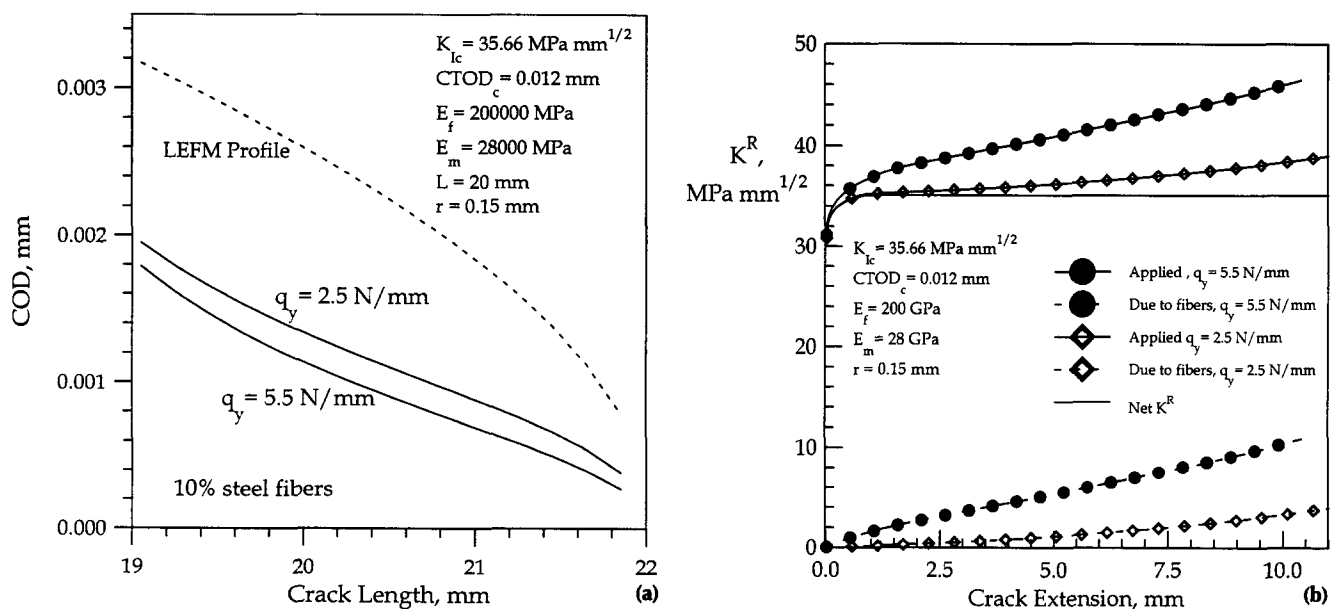 COD, mm
0.003
0.002
0.001
0.000
19
20
21
22
Crack Length, mm
(a)
K_Ic = 35.66 MPa mm^1/2
CTOD_c = 0.012 mm
E_f = 200000 MPa
E_m = 28000 MPa
L = 20 mm
r = 0.15 mm
LEFM Profile
q_y = 2.5 N/mm
q_y = 5.5 N/mm
10% steel fibers
K^R,
MPa mm^1/2
50
40
30
20
10
0
0.0
2.5
5.0
7.5
10.0
Crack Extension, mm
(b)
K_Ic = 35.66 MPa mm^1/2
CTOD_c = 0.012 mm
E_f = 200 GPa
E_m = 28 GPa
r = 0.15 mm
Applied , q_y = 5.5 N/mm
Due to fibers, q_y = 5.5 N/mm
Applied q_y = 2.5 N/mm
Due to fibers, q_y = 2.5 N/mm
Net K^R